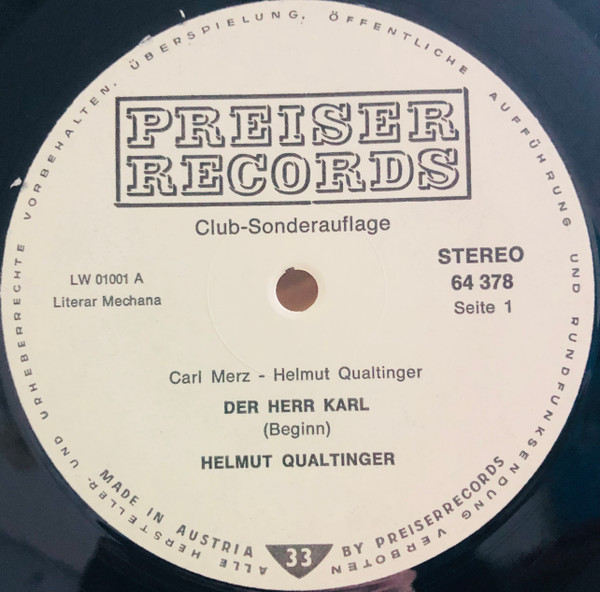 PREISER
RECORDS
Club-Sonderauflage
STEREO
64 378
Seite 1
LW 01001 A
Literar Mechana
Carl Merz - Helmut Qualtinger
DER HERR KARL
(Beginn)
HELMUT QUALTINGER
ALLE HERSTELLER- UND URHEBERRECHTE VORBEHALTEN. ÜBERSPIELUNG, ÖFFENTLICHE AUFFÜHRUNG UND RUNDFUNKSENDUNG VERBOTEN
MADE IN AUSTRIA
33
BY PREISERRECORDS